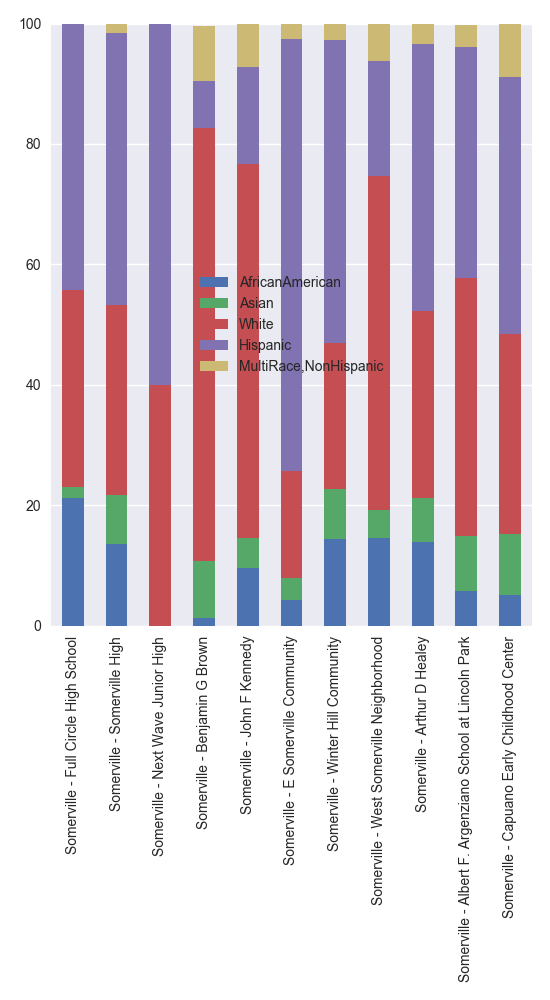 100
80
60
40
20
0
AfricanAmerican
Asian
White
Hispanic
MultiRace,NonHispanic
Somerville - Full Circle High School
Somerville - Somerville High
Somerville - Next Wave Junior High
Somerville - Benjamin G Brown
Somerville - John F Kennedy
Somerville - E Somerville Community
Somerville - Winter Hill Community
Somerville - West Somerville Neighborhood
Somerville - Arthur D Healey
Somerville - Albert F. Argenziano School at Lincoln Park
Somerville - Capuano Early Childhood Center